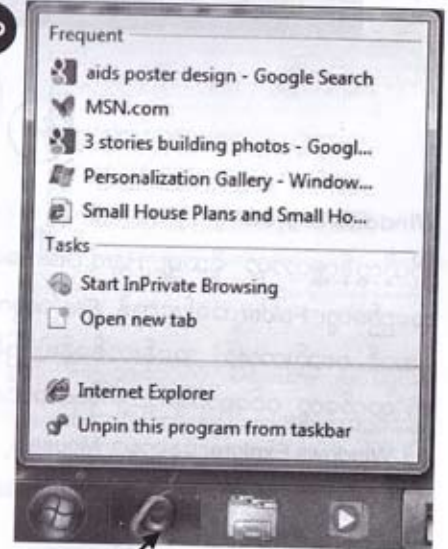 Frequent
aids poster design - Google Search
MSN.com
3 stories building photos - Googl...
Personalization Gallery - Window...
Small House Plans and Small Ho...
Tasks
Start InPrivate Browsing
Open new tab
Internet Explorer
Unpin this program from taskbar